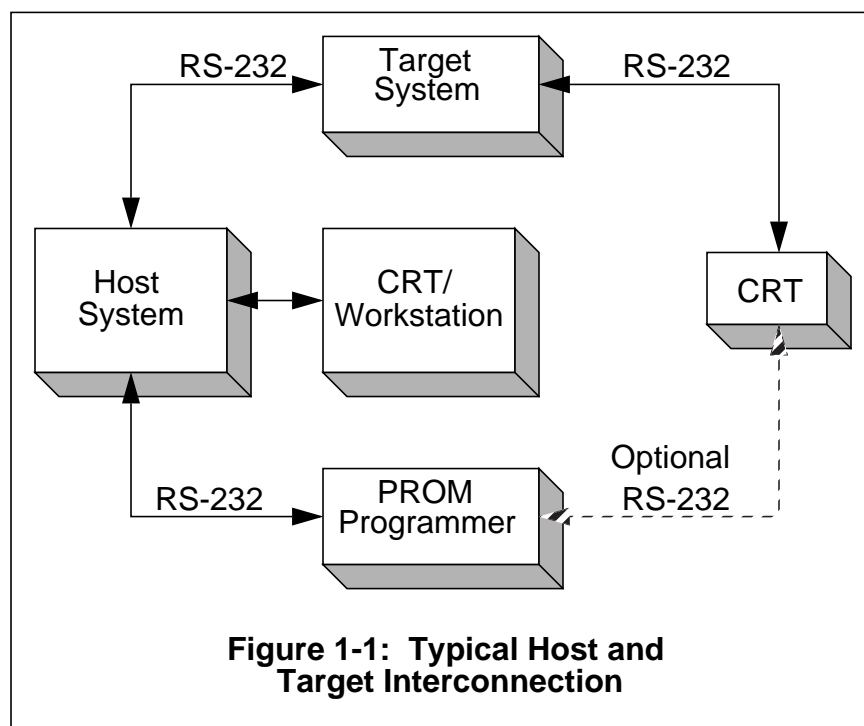 RS-232
Target
System
RS-232
Host
System
CRT/
Workstation
CRT
RS-232
PROM
Programmer
Optional
RS-232
Figure 1-1:  Typical Host and
Target Interconnection